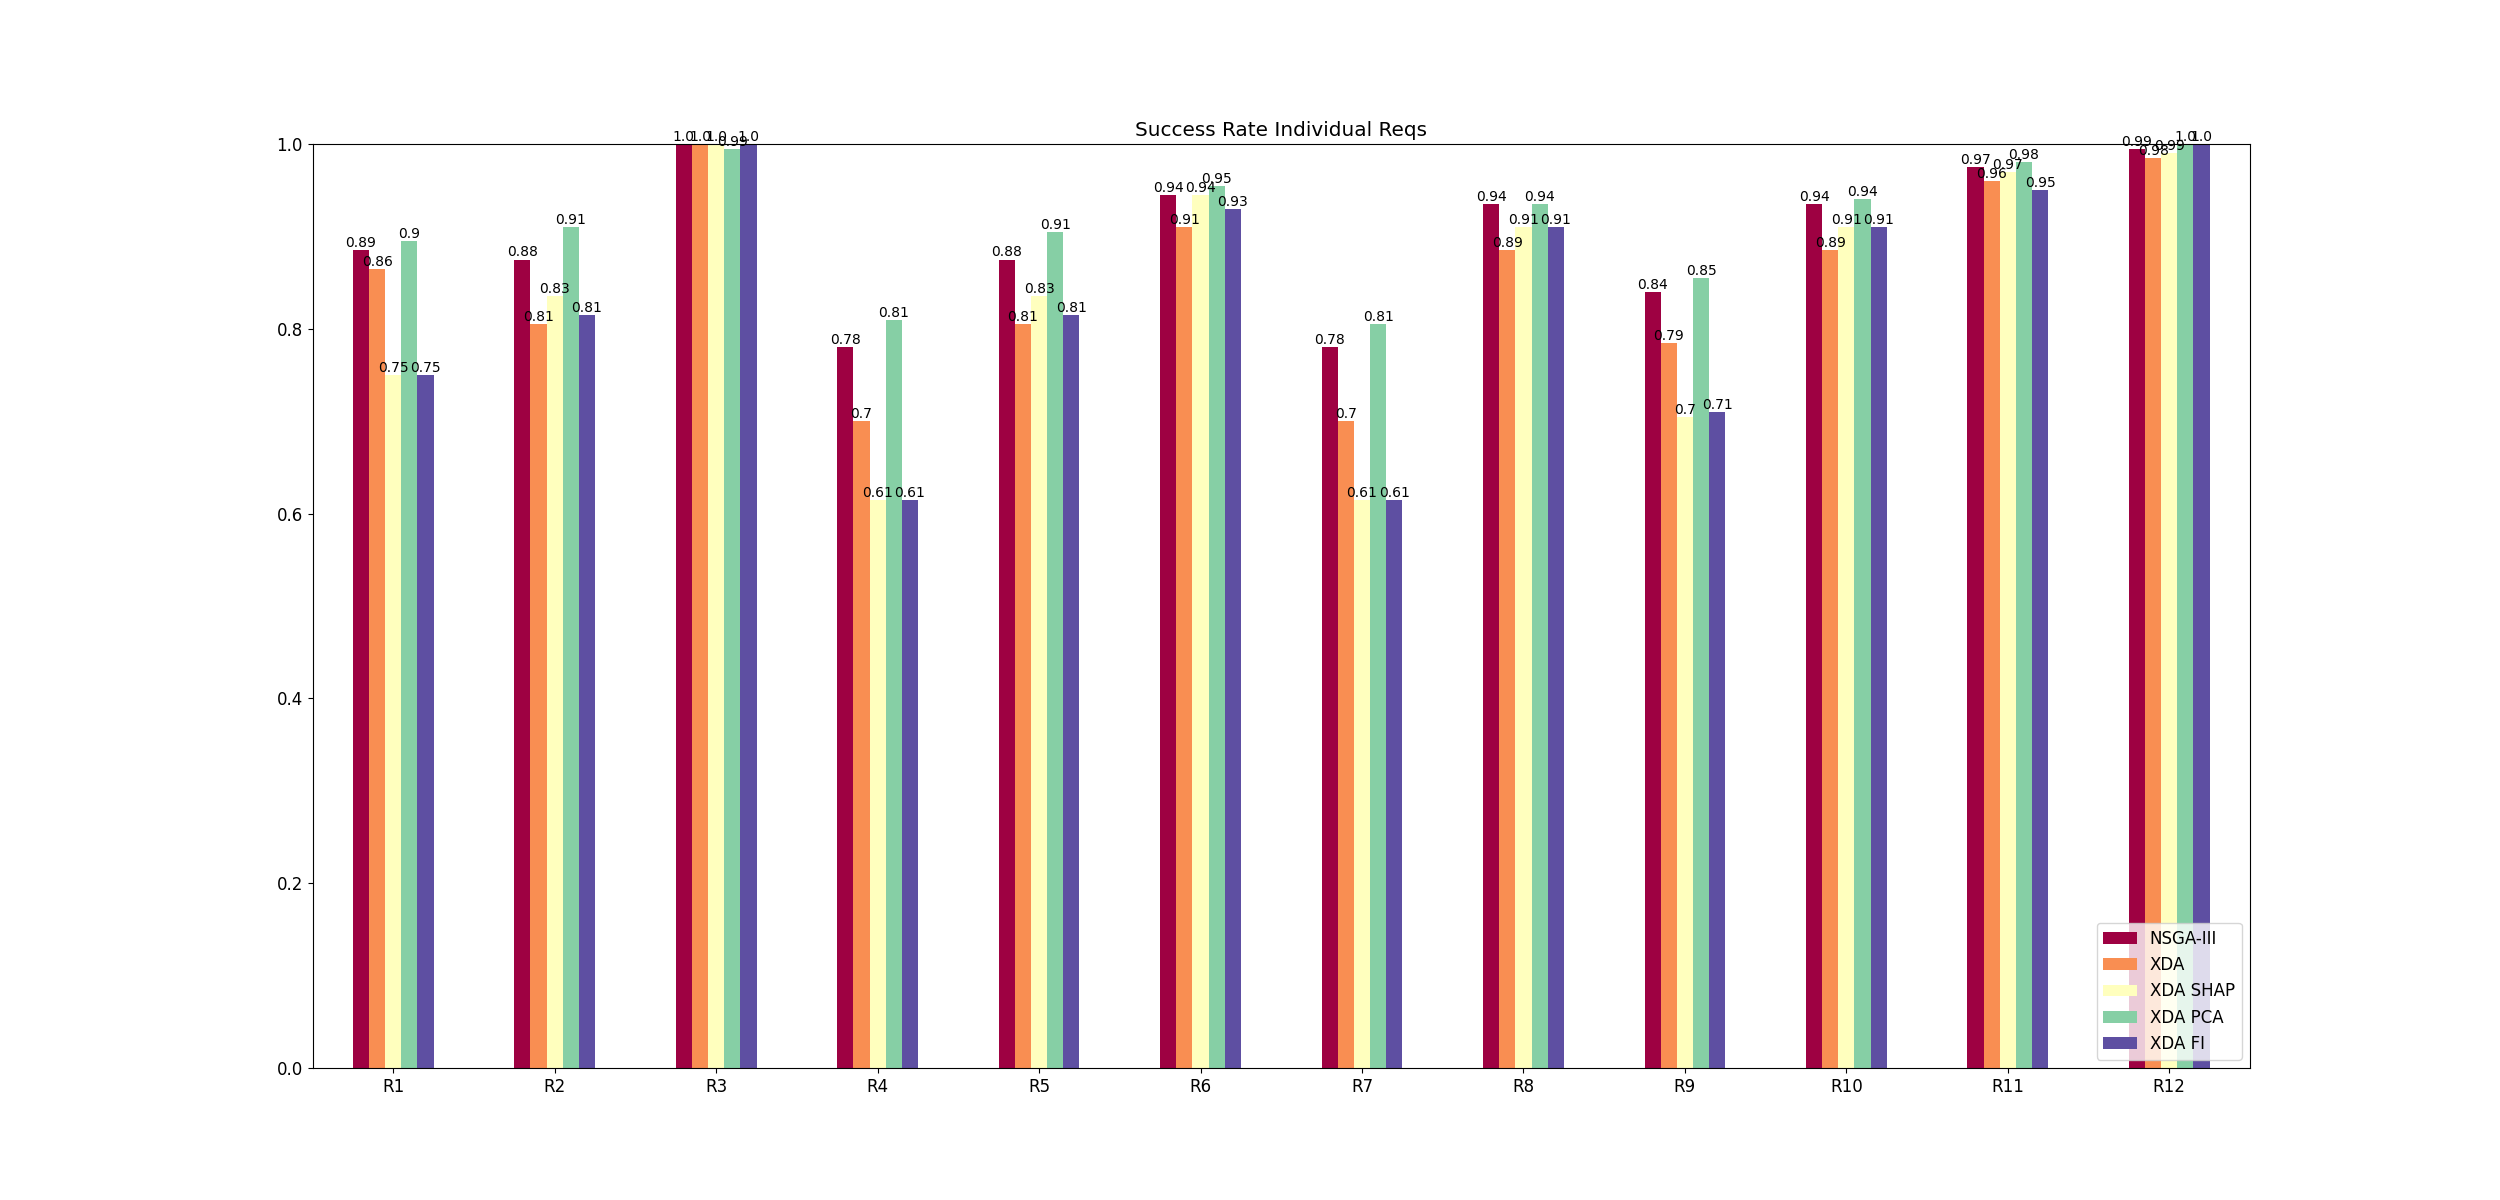 Success Rate Individual Reqs
1.0
0.8
0.6
0.4
0.2
0.0
0.89 0.86 0.75 0.9 0.75
0.88 0.81 0.83 0.91 0.81
1.0 1.0 1.0 0.99 1.0
0.78 0.7 0.61 0.81 0.61
0.88 0.81 0.83 0.91 0.81
0.94 0.91 0.94 0.95 0.93
0.78 0.7 0.61 0.81 0.61
0.94 0.89 0.91 0.94 0.91
0.84 0.79 0.7 0.85 0.71
0.94 0.89 0.91 0.94 0.91
0.97 0.96 0.97 0.98 0.95
0.99 0.98 0.99 1.0 1.0
R1 R2 R3 R4 R5 R6 R7 R8 R9 R10 R11 R12
NSGA-III
XDA
XDA SHAP
XDA PCA
XDA FI